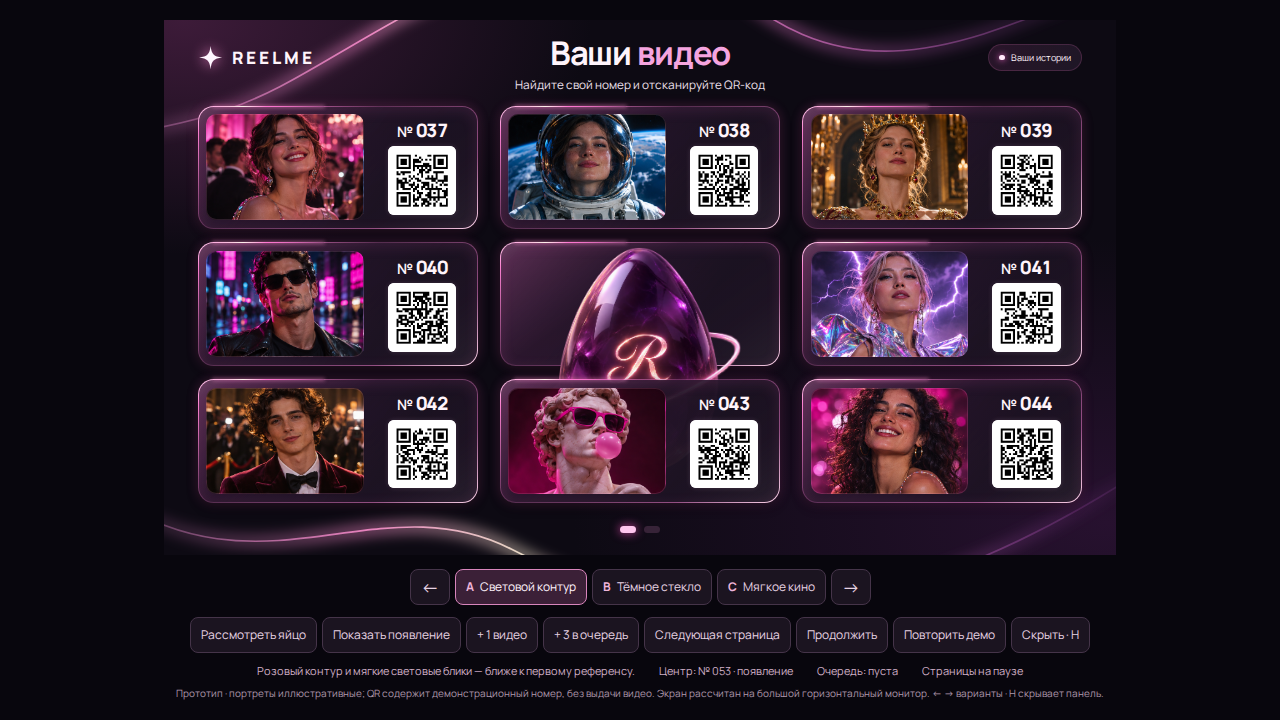 REELME
Ваши видео
Найдите свой номер и отсканируйте QR-код
Ваши истории
№ 037
№ 038
№ 039
№ 040
R
№ 041
№ 042
№ 043
№ 044
←
A Световой контур
B Тёмное стекло
C Мягкое кино
→
Рассмотреть яйцо
Показать появление
+ 1 видео
+ 3 в очередь
Следующая страница
Продолжить
Повторить демо
Скрыть · H
Розовый контур и мягкие световые блики — ближе к первому референсу.
Центр: № 053 · появление
Очередь: пуста
Страницы на паузе
Прототип · портреты иллюстративные; QR содержит демонстрационный номер, без выдачи видео. Экран рассчитан на большой горизонтальный монитор. ← → варианты · H скрывает панель.